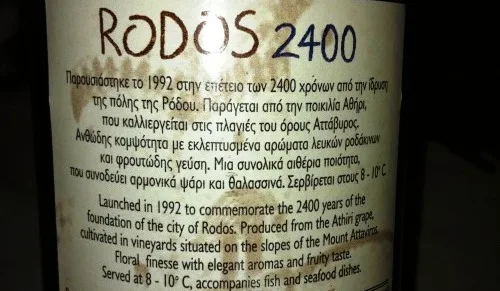 RODOS 2400
Παρουσιάστηκε το 1992 στην επέτειο των 2400 χρόνων από την ίδρυση
της πόλης της Ρόδου. Παράγεται από την ποικιλία Αθήρι,
που καλλιεργείται στις πλαγιές του όρους Αττάβυρος.
Ανθώδης κομψότητα με εκλεπτυσμένα αρώματα λευκών ροδάκινων
και φρουτώδης γεύση. Μια συνολικά αιθέρια ποιότητα,
που συνοδεύει αρμονικά ψάρι και θαλασσινά. Σερβίρεται στους 8 - 10° C.
Launched in 1992 to commemorate the 2400 years of the
foundation of the city of Rodos. Produced from the Athiri grape,
cultivated in vineyards situated on the slopes of the Mount Attaviros.
Floral finesse with elegant aromas and fruity taste.
Served at 8 - 10° C, accompanies fish and seafood dishes.